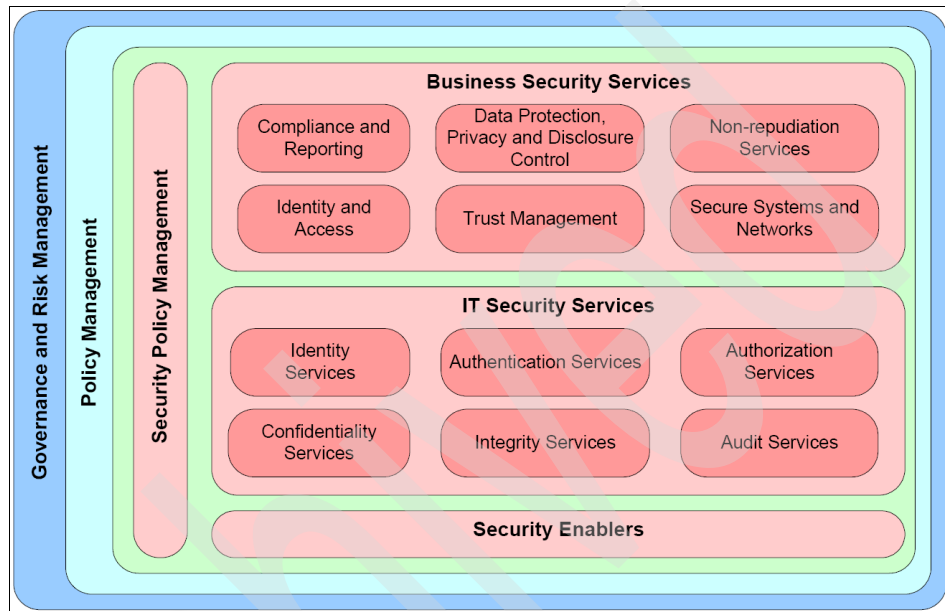 Governance and Risk Management
Policy Management
Security Policy Management
Business Security Services
Compliance and
Reporting
Data Protection,
Privacy and Disclosure
Control
Non-repudiation
Services
Identity and
Access
Trust Management
Secure Systems and
Networks
IT Security Services
Identity
Services
Authentication Services
Authorization
Services
Confidentiality
Services
Integrity Services
Audit Services
Security Enablers